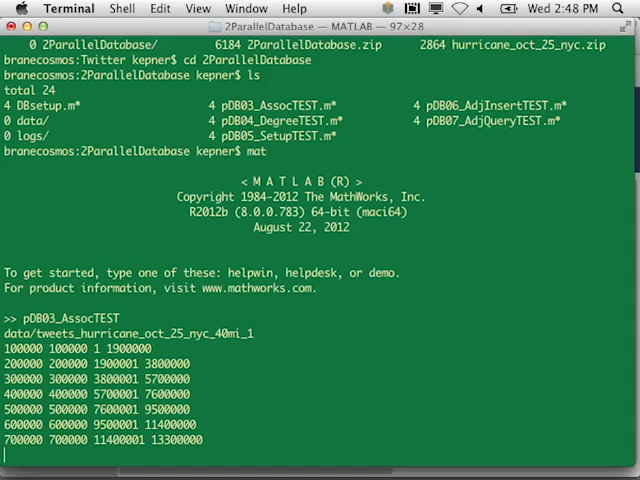 Terminal Shell Edit View Window Help Wed 2:48 PM
2ParallelDatabase — MATLAB — 97×28
0 2ParallelDatabase/ 6184 2ParallelDatabase.zip 2864 hurricane_oct_25_nyc.zip
branecosmos:Twitter kepner$ cd 2ParallelDatabase
branecosmos:2ParallelDatabase kepner$ ls
total 24
4 DBsetup.m* 4 pDB03_AssocTEST.m* 4 pDB06_AdjInsertTEST.m*
0 data/ 4 pDB04_DegreeTEST.m* 4 pDB07_AdjQueryTEST.m*
0 logs/ 4 pDB05_SetupTEST.m*
branecosmos:2ParallelDatabase kepner$ mat
< M A T L A B (R) >
Copyright 1984-2012 The MathWorks, Inc.
R2012b (8.0.0.783) 64-bit (maci64)
August 22, 2012
To get started, type one of these: helpwin, helpdesk, or demo.
For product information, visit www.mathworks.com.
>> pDB03_AssocTEST
data/tweets_hurricane_oct_25_nyc_40mi_1
100000 100000 1 1900000
200000 200000 1900001 3800000
300000 300000 3800001 5700000
400000 400000 5700001 7600000
500000 500000 7600001 9500000
600000 600000 9500001 11400000
700000 700000 11400001 13300000